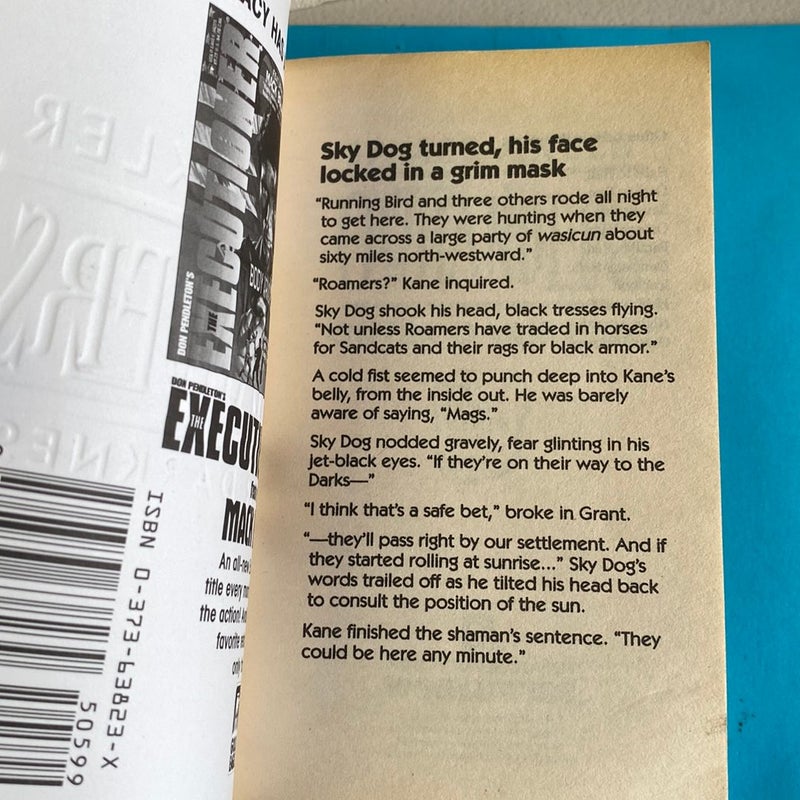 ACY HAS
DON PENDLETON'S
THE
EXECUTIONER
BODY
DON PENDLETON'S
THE
ISBN 0-373-63823-X
50599
An all-new
title every
the action!
favorite
only
Sky Dog turned, his face
locked in a grim mask
“Running Bird and three others rode all night
to get here. They were hunting when they
came across a large party of wasicun about
sixty miles north-westward.”
“Roamers?” Kane inquired.
Sky Dog shook his head, black tresses flying.
“Not unless Roamers have traded in horses
for Sandcats and their rags for black armor.”
A cold fist seemed to punch deep into Kane’s
belly, from the inside out. He was barely
aware of saying, “Mags.”
Sky Dog nodded gravely, fear glinting in his
jet-black eyes. “If they’re on their way to the
Darks—”
“I think that’s a safe bet,” broke in Grant.
“—they’ll pass right by our settlement. And if
they started rolling at sunrise...” Sky Dog’s
words trailed off as he tilted his head back
to consult the position of the sun.
Kane finished the shaman’s sentence. “They
could be here any minute.”